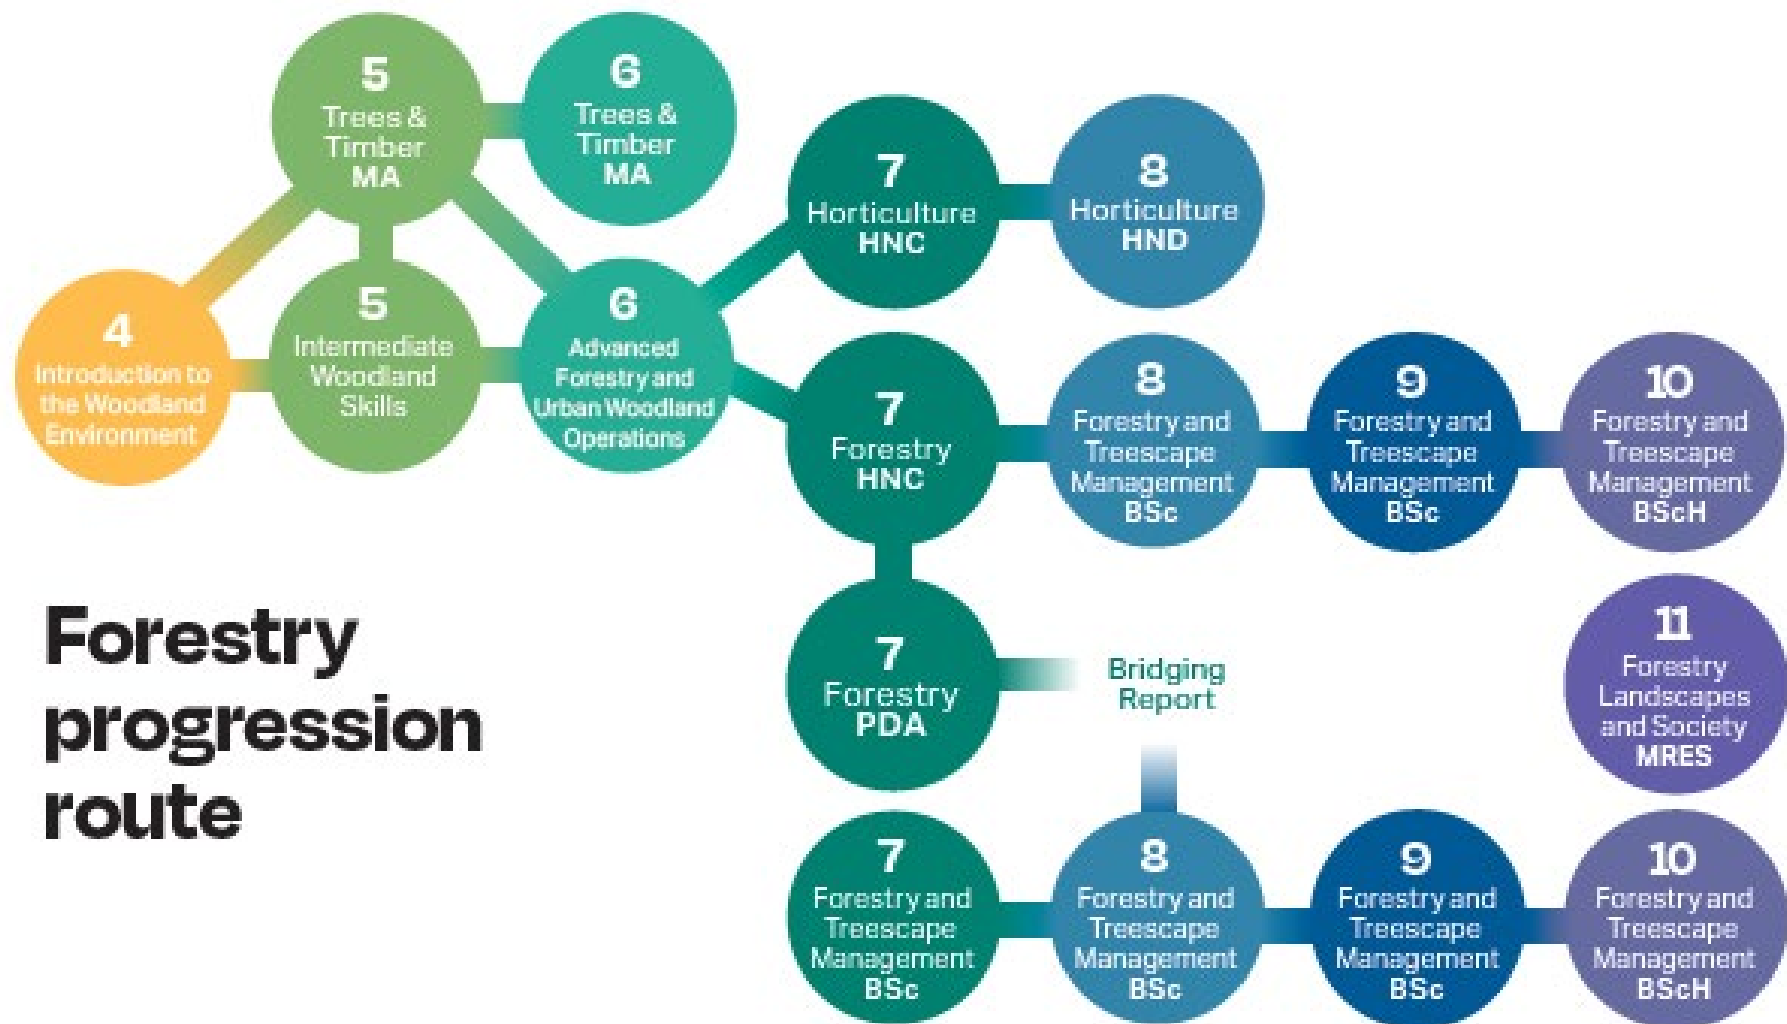 5
Trees &
Timber
MA
6
Trees &
Timber
MA
7
Horticulture
HNC
8
Horticulture
HND
4
Introduction to
the Woodland
Environment
5
Intermediate
Woodland
Skills
6
Advanced
Forestry and
Urban Woodland
Operations
7
Forestry
HNC
8
Forestry and
Treescape
Management
BSc
9
Forestry and
Treescape
Management
BSc
10
Forestry and
Treescape
Management
BScH
Forestry
progression
route
7
Forestry
PDA
Bridging
Report
11
Forestry
Landscapes
and Society
MRES
7
Forestry and
Treescape
Management
BSc
8
Forestry and
Treescape
Management
BSc
9
Forestry and
Treescape
Management
BSc
10
Forestry and
Treescape
Management
BScH